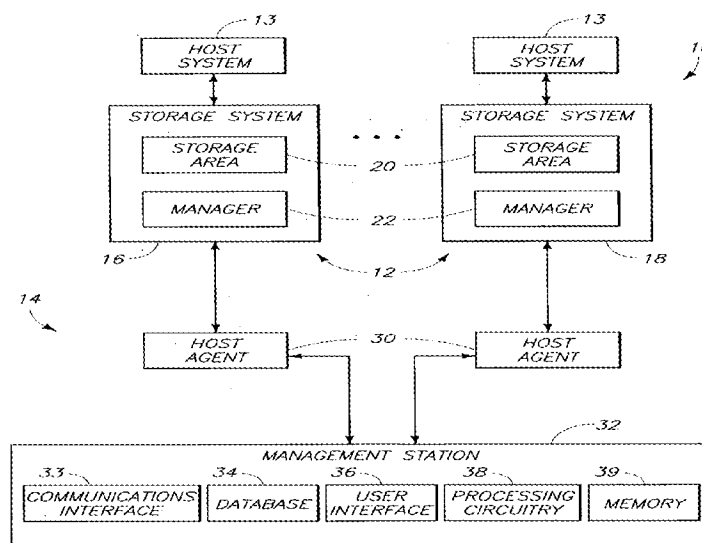 13
13
HOST
SYSTEM
HOST
SYSTEM
STORAGE SYSTEM
STORAGE SYSTEM
STORAGE
AREA
20
STORAGE
AREA
MANAGER
22
MANAGER
16
12
18
14
HOST
AGENT
30
HOST
AGENT
32
MANAGEMENT STATION
33
34
36
38
39
COMMUNICATIONS
INTERFACE
DATABASE
USER
INTERFACE
PROCESSING
CIRCUITRY
MEMORY